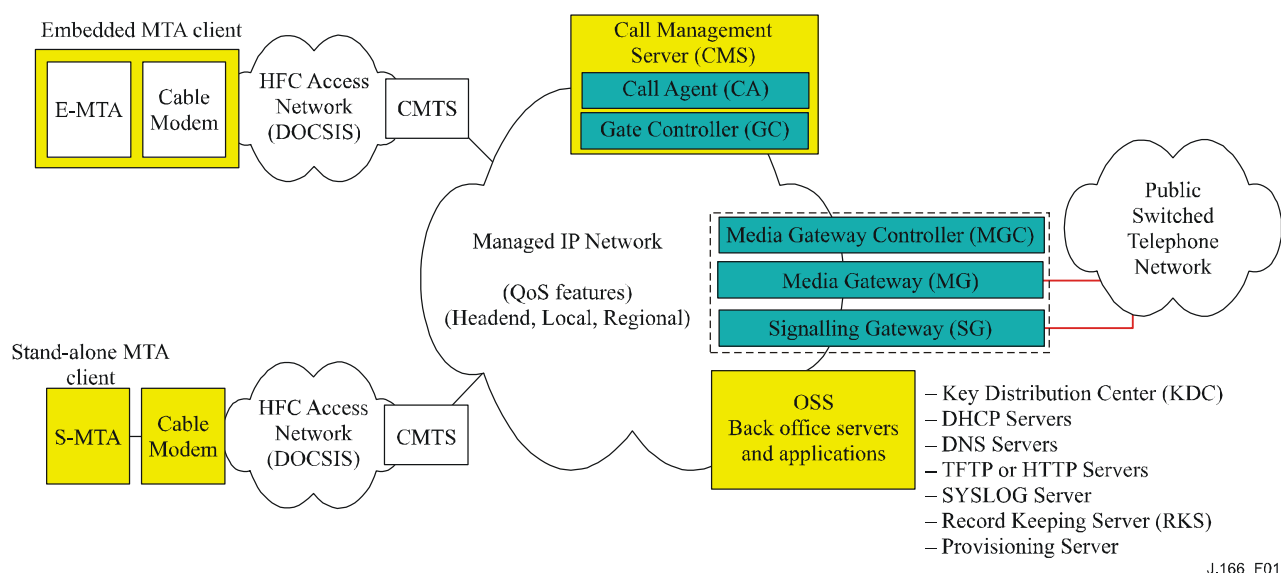 Embedded MTA client
E-MTA
Cable
Modem
HFC Access
Network
(DOCSIS)
CMTS
Call Management
Server (CMS)
Call Agent (CA)
Gate Controller (GC)
Managed IP Network
(QoS features)
(Headend, Local, Regional)
Media Gateway Controller (MGC)
Media Gateway (MG)
Signalling Gateway (SG)
Public
Switched
Telephone
Network
Stand-alone MTA
client
S-MTA
Cable
Modem
HFC Access
Network
(DOCSIS)
CMTS
OSS
Back office servers
and applications
– Key Distribution Center (KDC)
– DHCP Servers
– DNS Servers
– TFTP or HTTP Servers
– SYSLOG Server
– Record Keeping Server (RKS)
– Provisioning Server
J.166_F01